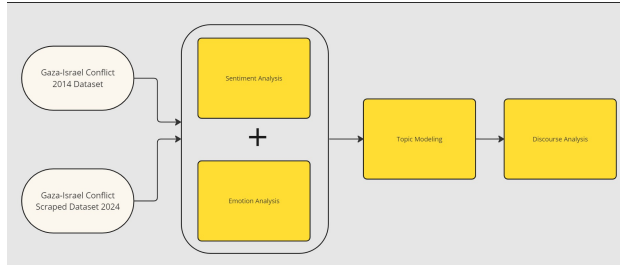 Gaza-Israel Conflict
2014 Dataset
Sentiment Analysis
+
Topic Modeling
Discourse Analysis
Gaza-Israel Conflict
Scraped Dataset 2024
Emotion Analysis